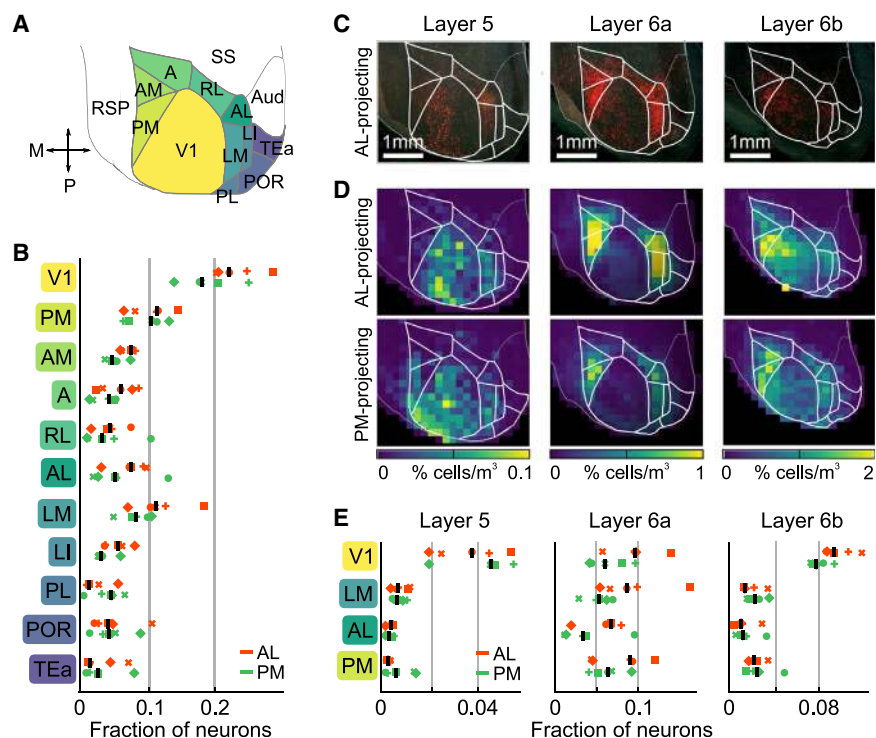 A
SS
A
RL
AM
Aud
RSP
AL
PM
LI
TEa
M
V1
LM
POR
P
PL
B
V1
PM
AM
A
RL
AL
LM
LI
PL
POR
TEa
AL
PM
0 0.1 0.2
Fraction of neurons
C
Layer 5 Layer 6a Layer 6b
AL-projecting
1mm 1mm 1mm
D
AL-projecting
PM-projecting
0 % cells/m³ 0.1 0 % cells/m³ 1 0 % cells/m³ 2
E
Layer 5 Layer 6a Layer 6b
V1
LM
AL
PM
AL
PM
0 0.04 0 0.1 0 0.08
Fraction of neurons